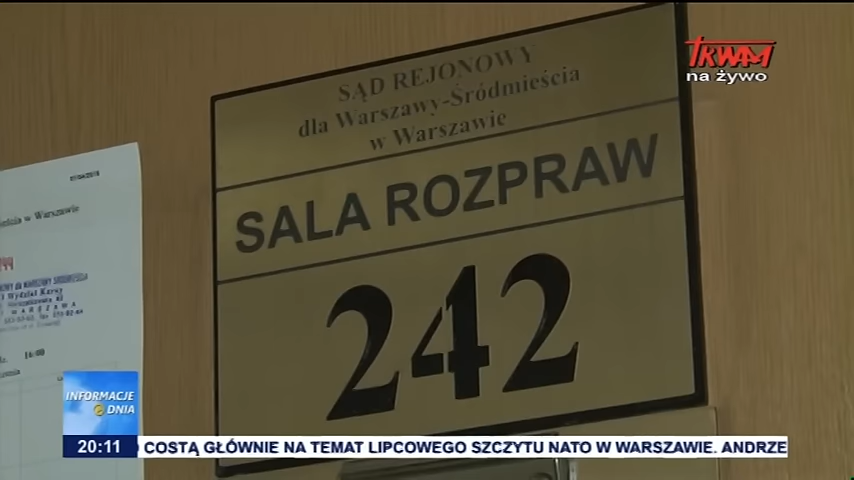 SĄD REJONOWY
dla Warszawy-Śródmieścia
w Warszawie
SALA ROZPRAW
242
TRWAM
na żywo
w Warszawie
W A R S Z A W A
INFORMACJE
DNIA
20:11
COSTĄ GŁÓWNIE NA TEMAT LIPCOWEGO SZCZYTU NATO W WARSZAWIE. ANDRZE